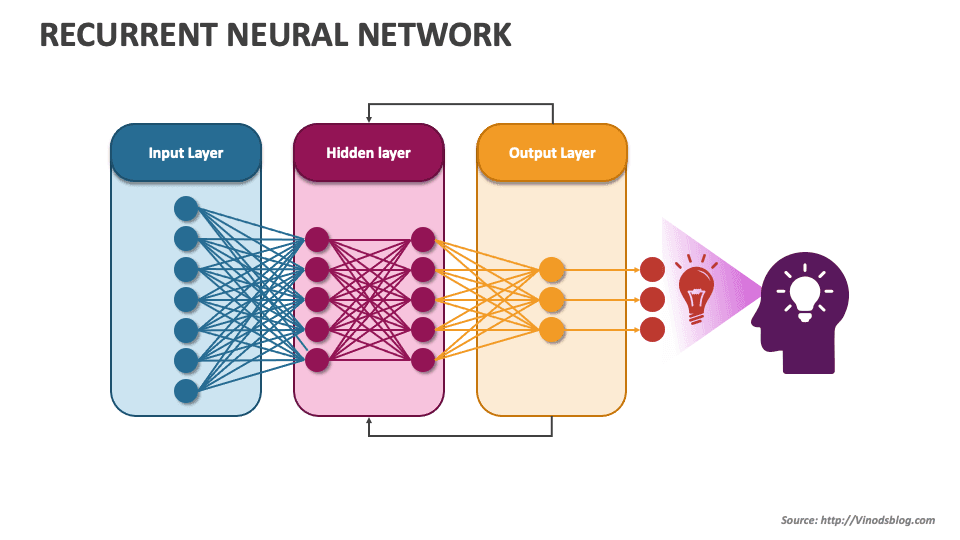 RECURRENT NEURAL NETWORK
Input Layer
Hidden layer
Output Layer
Source: http://Vinodsblog.com